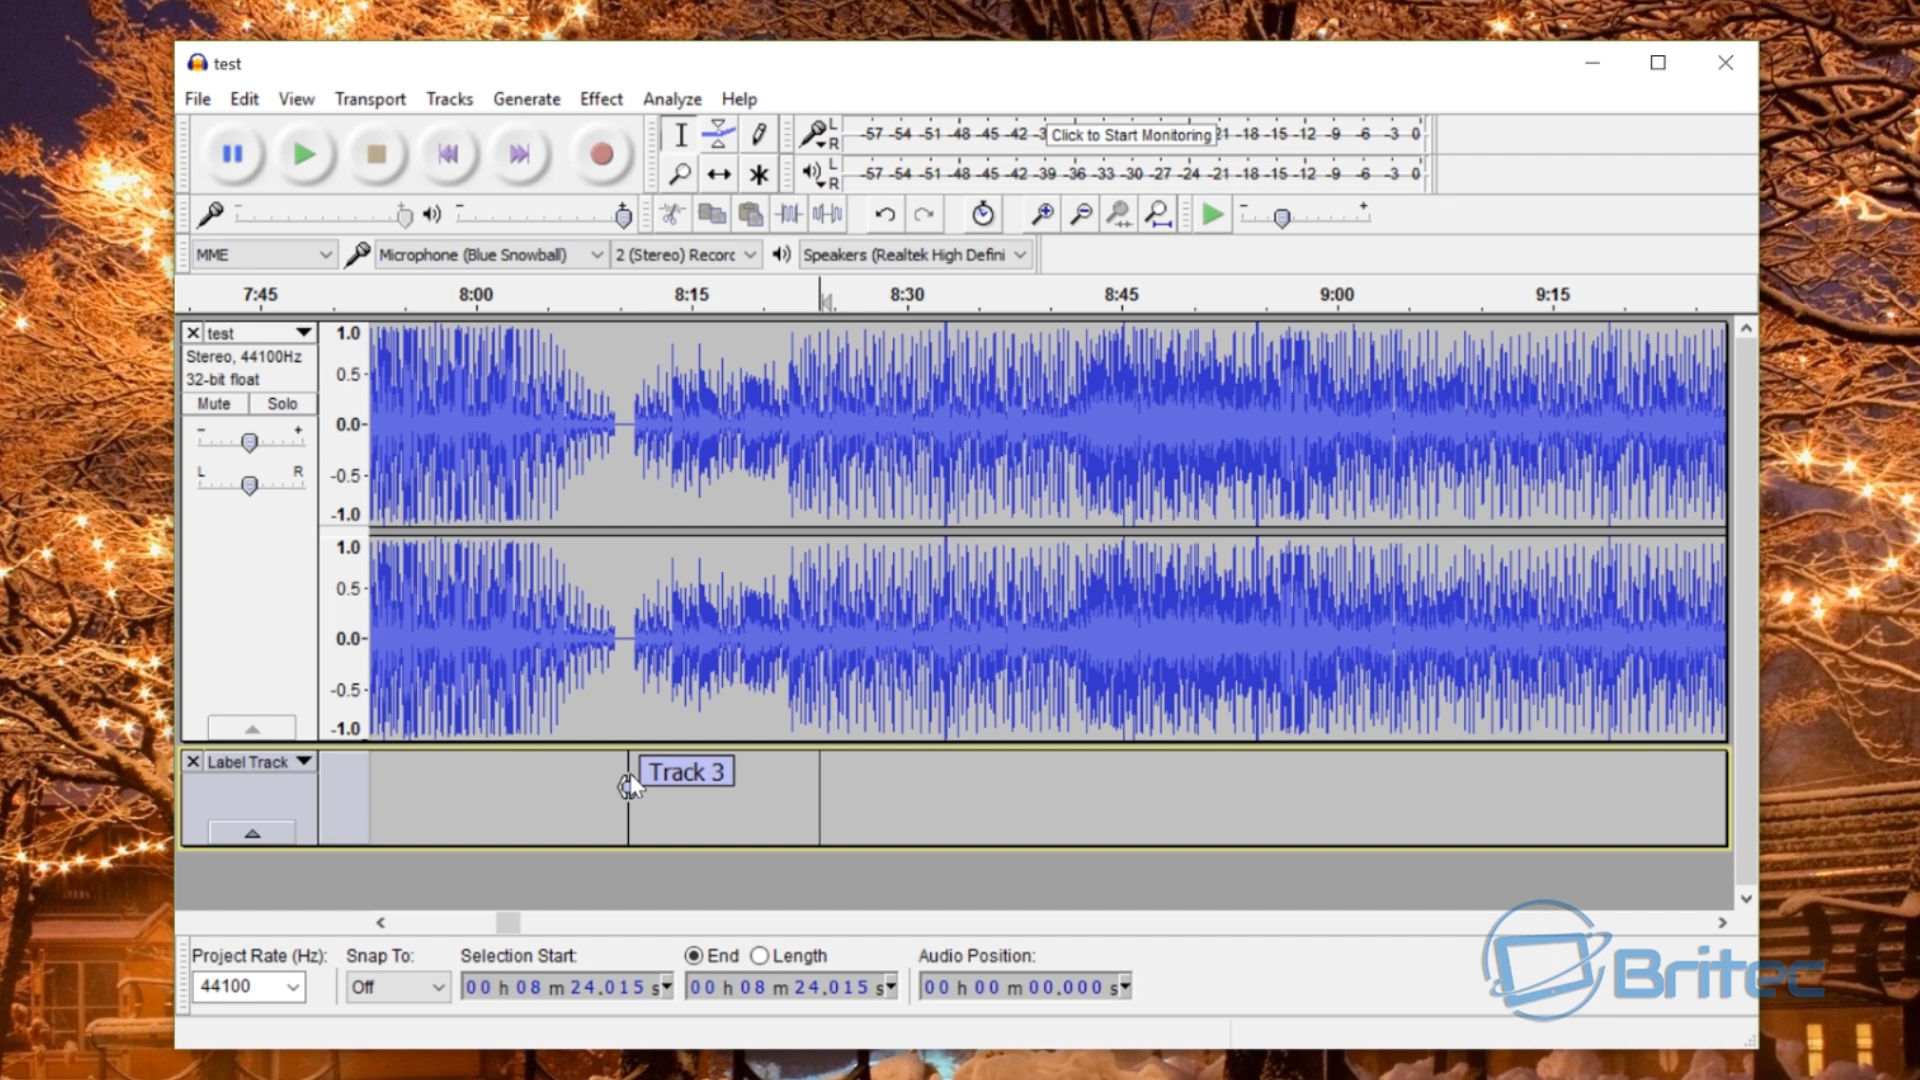 test
File Edit View Transport Tracks Generate Effect Analyze Help
L
R
-57 -54 -51 -48 -45 -42 -3 Click to Start Monitoring 21 -18 -15 -12 -9 -6 -3 0
L
R
-57 -54 -51 -48 -45 -42 -39 -36 -33 -30 -27 -24 -21 -18 -15 -12 -9 -6 -3 0
MME Microphone (Blue Snowball) 2 (Stereo) Recorc Speakers (Realtek High Defini
7:45 8:00 8:15 8:30 8:45 9:00 9:15
test
Stereo, 44100Hz
32-bit float
Mute Solo
- +
L R
1.0
0.5
0.0
-0.5
-1.0
1.0
0.5
0.0
-0.5
-1.0
Label Track
Track 3
Project Rate (Hz): Snap To: Selection Start: End Length Audio Position:
44100 Off 00 h 08 m 24.015 s 00 h 08 m 24.015 s 00 h 00 m 00.000 s
Britec